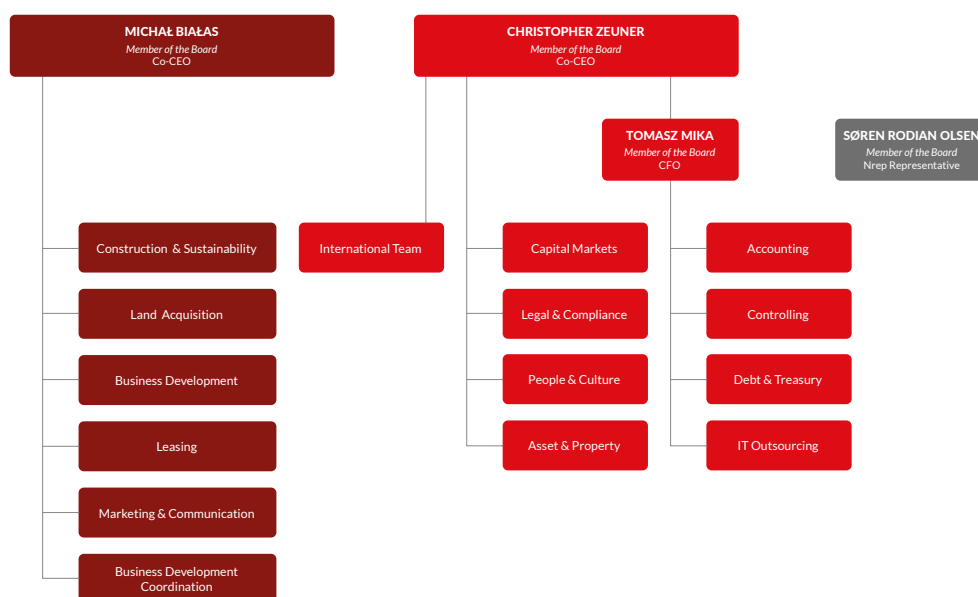 MICHAŁ BIAŁAS
Member of the Board
Co-CEO
CHRISTOPHER ZEUNER
Member of the Board
Co-CEO
TOMASZ MIKA
Member of the Board
CFO
SØREN RODIAN OLSEN
Member of the Board
Nrep Representative
Construction & Sustainability
Land Acquisition
Business Development
Leasing
Marketing & Communication
Business Development
Coordination
International Team
Capital Markets
Legal & Compliance
People & Culture
Asset & Property
Accounting
Controlling
Debt & Treasury
IT Outsourcing